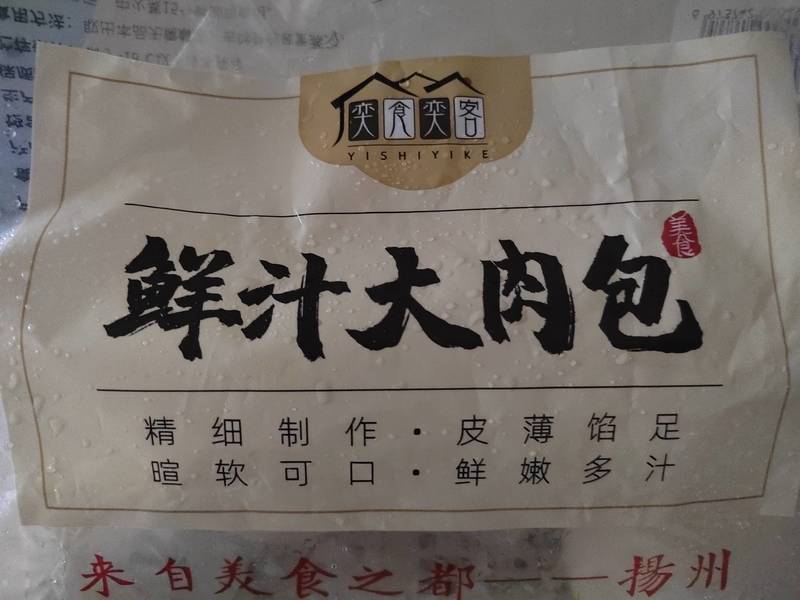 奕食奕客
YISHIYIKE
美食
鲜汁大肉包
精细制作·皮薄馅足
暄软可口·鲜嫩多汁
来自美食之都——揚州